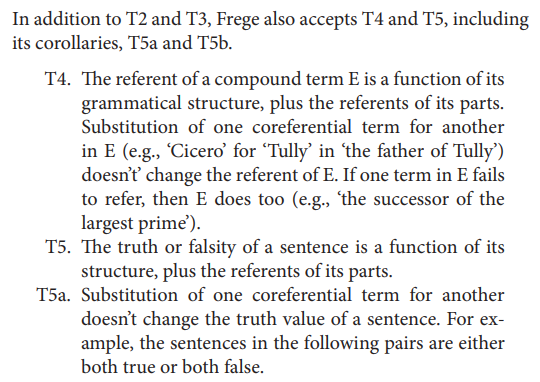 In addition to T2 and T3, Frege also accepts T4 and T5, including
its corollaries, T5a and T5b.
T4. The referent of a compound term E is a function of its
grammatical structure, plus the referents of its parts.
Substitution of one coreferential term for another
in E (e.g., ‘Cicero’ for ‘Tully’ in ‘the father of Tully’)
doesn’t’ change the referent of E. If one term in E fails
to refer, then E does too (e.g., ‘the successor of the
largest prime’).
T5. The truth or falsity of a sentence is a function of its
structure, plus the referents of its parts.
T5a. Substitution of one coreferential term for another
doesn’t change the truth value of a sentence. For ex-
ample, the sentences in the following pairs are either
both true or both false.